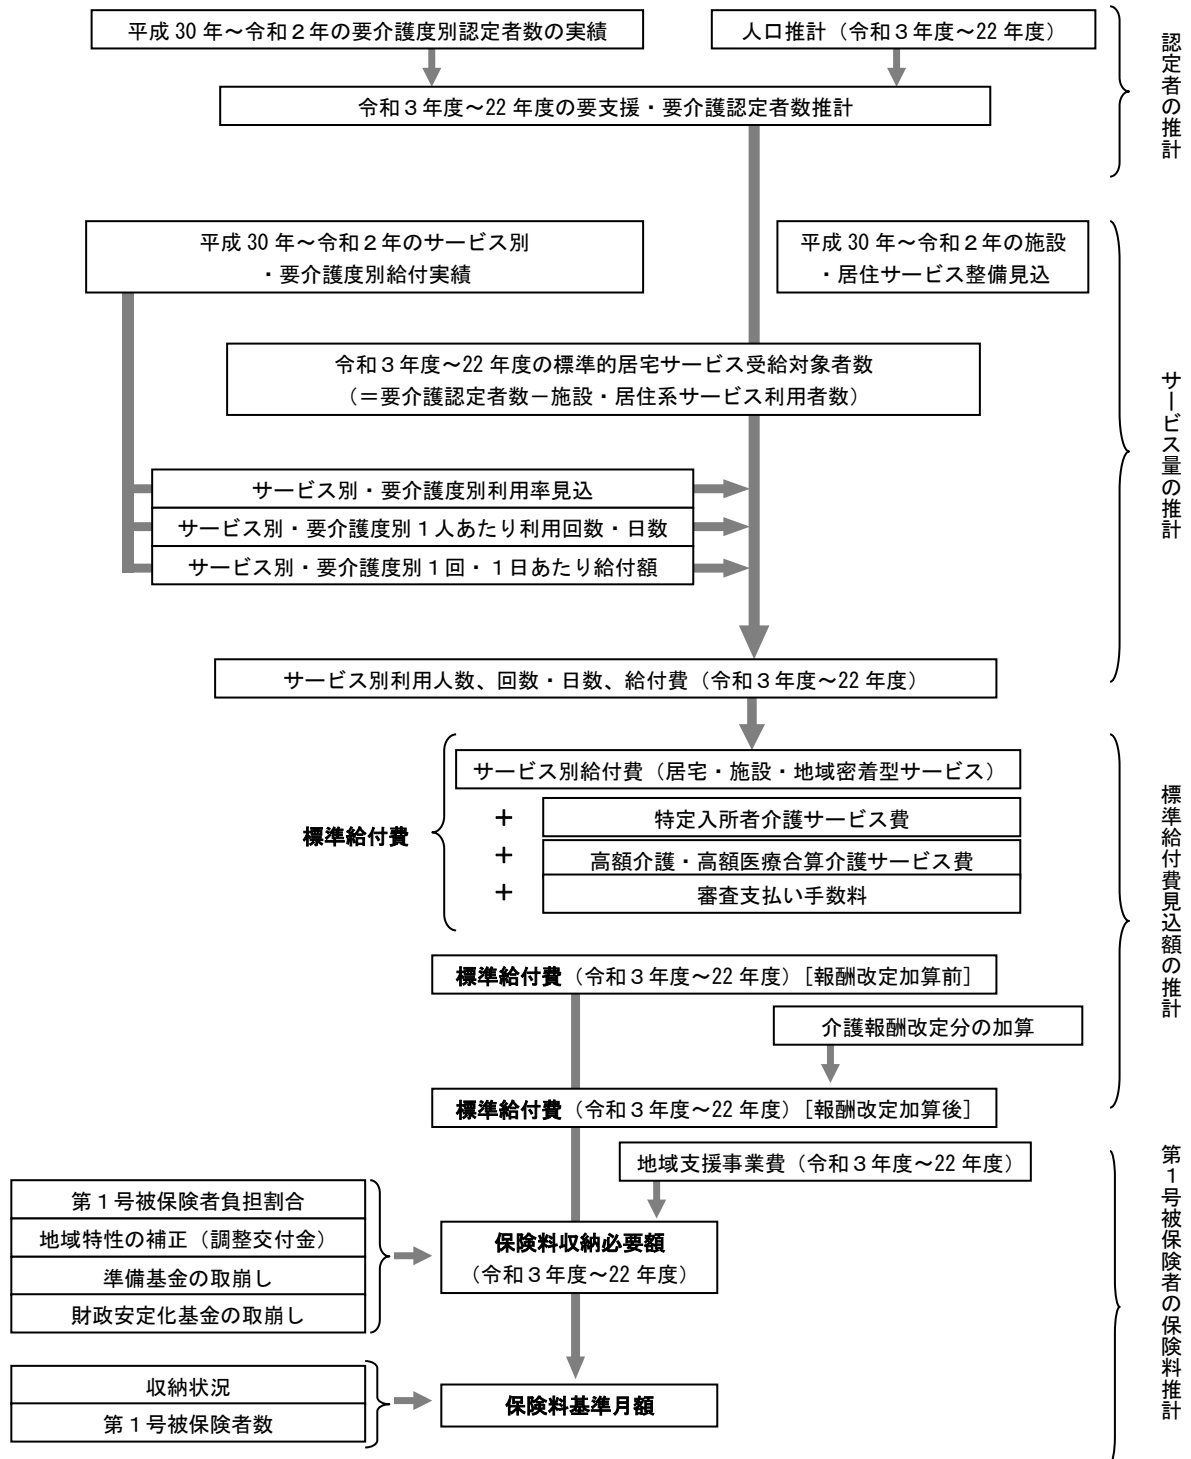 平成30年～令和２年の要介護度別認定者数の実績
人口推計（令和３年度～22年度）
令和３年度～22年度の要支援・要介護認定者数推計
認定者の推計
平成30年～令和２年のサービス別
・要介護度別給付実績
平成30年～令和２年の施設
・居住サービス整備見込
令和３年度～22年度の標準的居宅サービス受給対象者数
（＝要介護認定者数－施設・居住系サービス利用者数）
サービス別・要介護度別利用率見込
サービス別・要介護度別１人あたり利用回数・日数
サービス別・要介護度別１回・１日あたり給付額
サービス別利用人数、回数・日数、給付費（令和３年度～22年度）
サービス量の推計
標準給付費
サービス別給付費（居宅・施設・地域密着型サービス）
＋ 特定入所者介護サービス費
＋ 高額介護・高額医療合算介護サービス費
＋ 審査支払い手数料
標準給付費（令和３年度～22年度）[報酬改定加算前]
介護報酬改定分の加算
標準給付費（令和３年度～22年度）[報酬改定加算後]
標準給付費見込額の推計
地域支援事業費（令和３年度～22年度）
第１号被保険者負担割合
地域特性の補正（調整交付金）
準備基金の取崩し
財政安定化基金の取崩し
保険料収納必要額
（令和３年度～22年度）
収納状況
第１号被保険者数
保険料基準月額
第１号被保険者の保険料推計